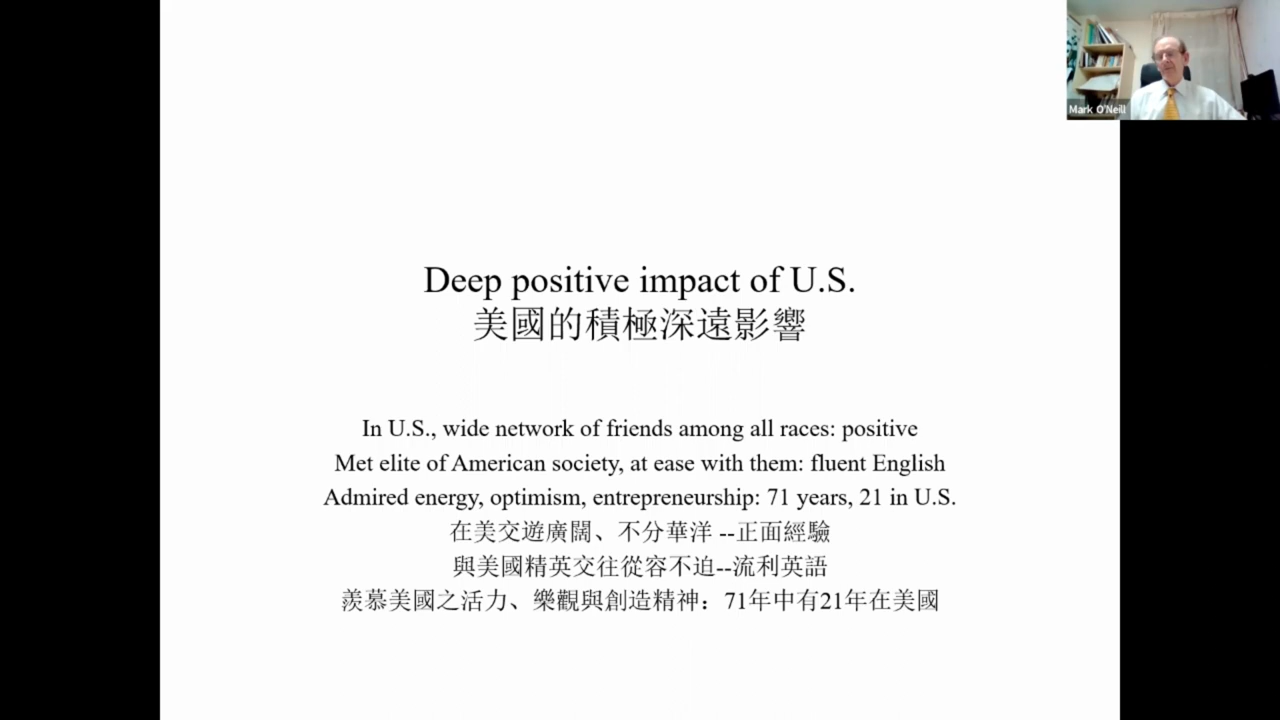 Mark O'Neill
Deep positive impact of U.S.
美國的積極深遠影響
In U.S., wide network of friends among all races: positive
Met elite of American society, at ease with them: fluent English
Admired energy, optimism, entrepreneurship: 71 years, 21 in U.S.
在美交遊廣闊、不分華洋 --正面經驗
與美國精英交往從容不迫--流利英語
羨慕美國之活力、樂觀與創造精神：71年中有21年在美國